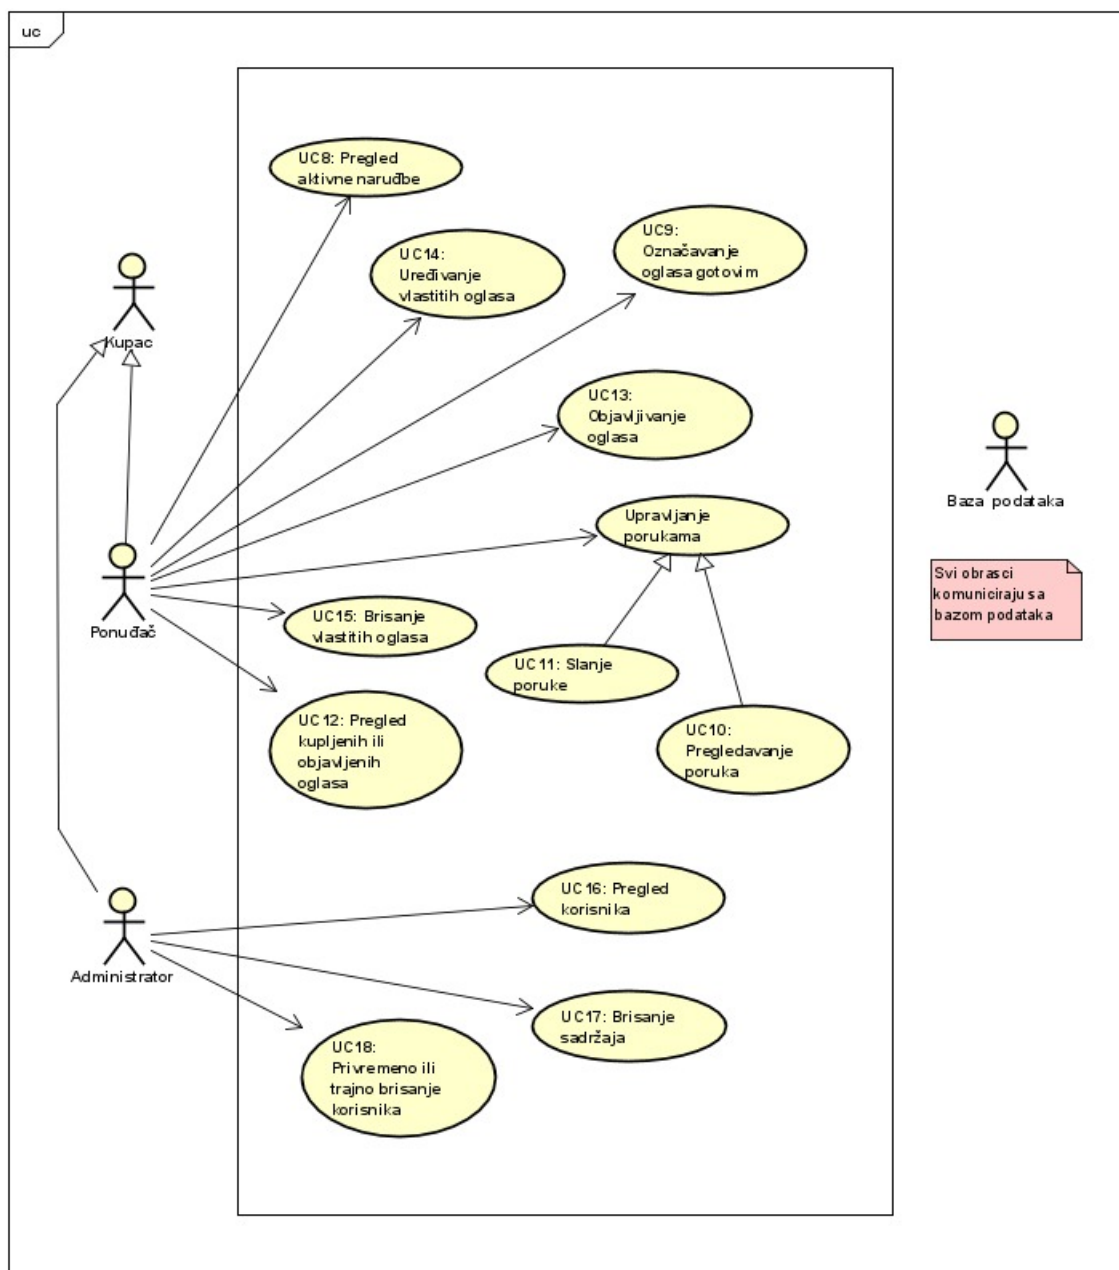 uc
UC8: Pregled
aktivne narudbe
UC14:
Uređivanje
vlastitih oglasa
UC9:
Označavanje
oglasa gotovim
Kupac
UC13:
Objavljivanje
oglasa
Baza podataka
Upravljanje
porukama
Svi obrasci
komuniciraju sa
bazom podataka
Ponuđač
UC15: Brisanje
vlastitih oglasa
UC11: Slanje
poruke
UC12: Pregled
kupljenih ili
objavljenih
oglasa
UC10:
Pregledavanje
poruka
UC16: Pregled
korisnika
Administrator
UC17: Brisanje
sadržaja
UC18:
Privremeno ili
trajno brisanje
korisnika